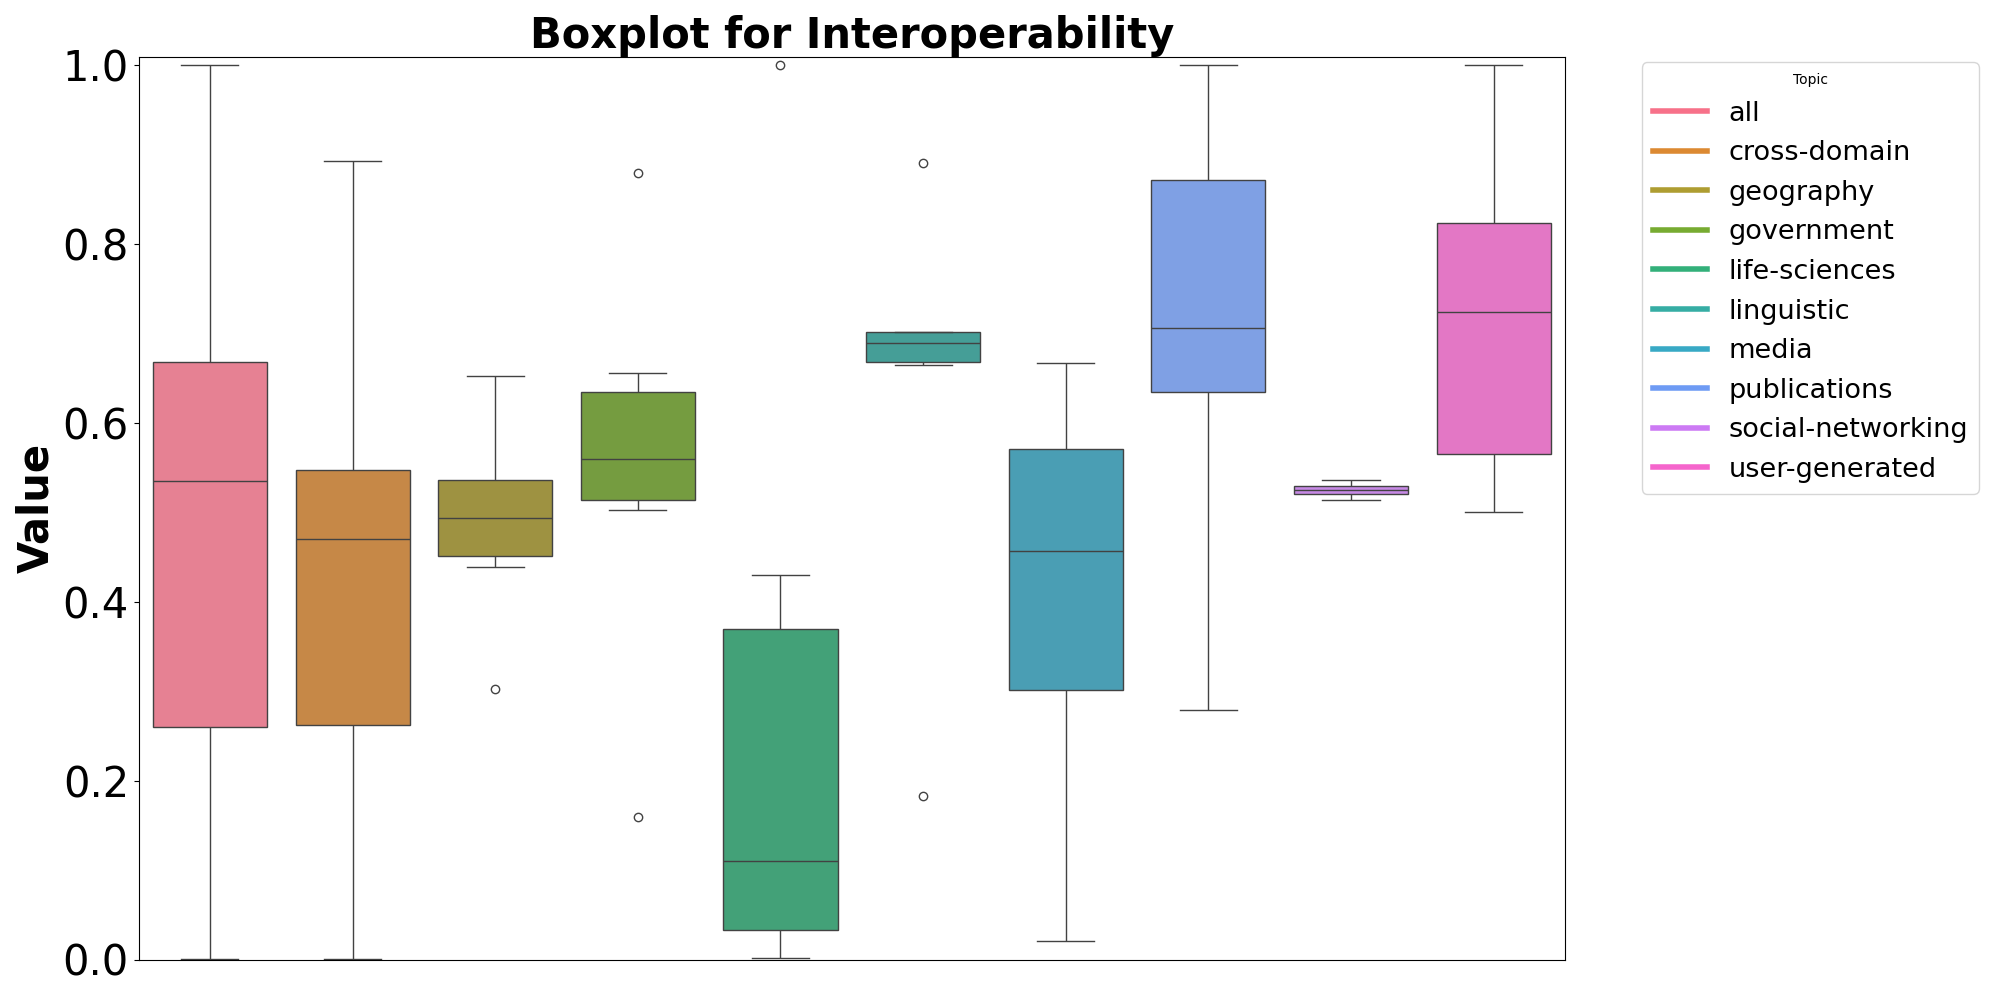 Boxplot for Interoperability
Value
1.0
0.8
0.6
0.4
0.2
0.0
Topic
all
cross-domain
geography
government
life-sciences
linguistic
media
publications
social-networking
user-generated